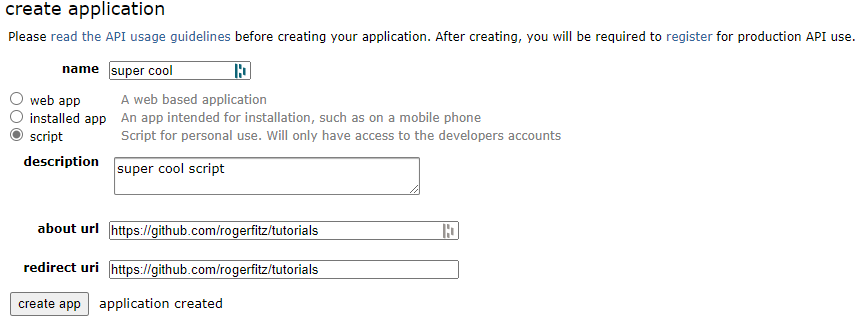 create application
Please read the API usage guidelines before creating your application. After creating, you will be required to register for production API use.
name super cool
web app A web based application
installed app An app intended for installation, such as on a mobile phone
script Script for personal use. Will only have access to the developers accounts
description super cool script
about url https://github.com/rogerfitz/tutorials
redirect uri https://github.com/rogerfitz/tutorials
create app application created